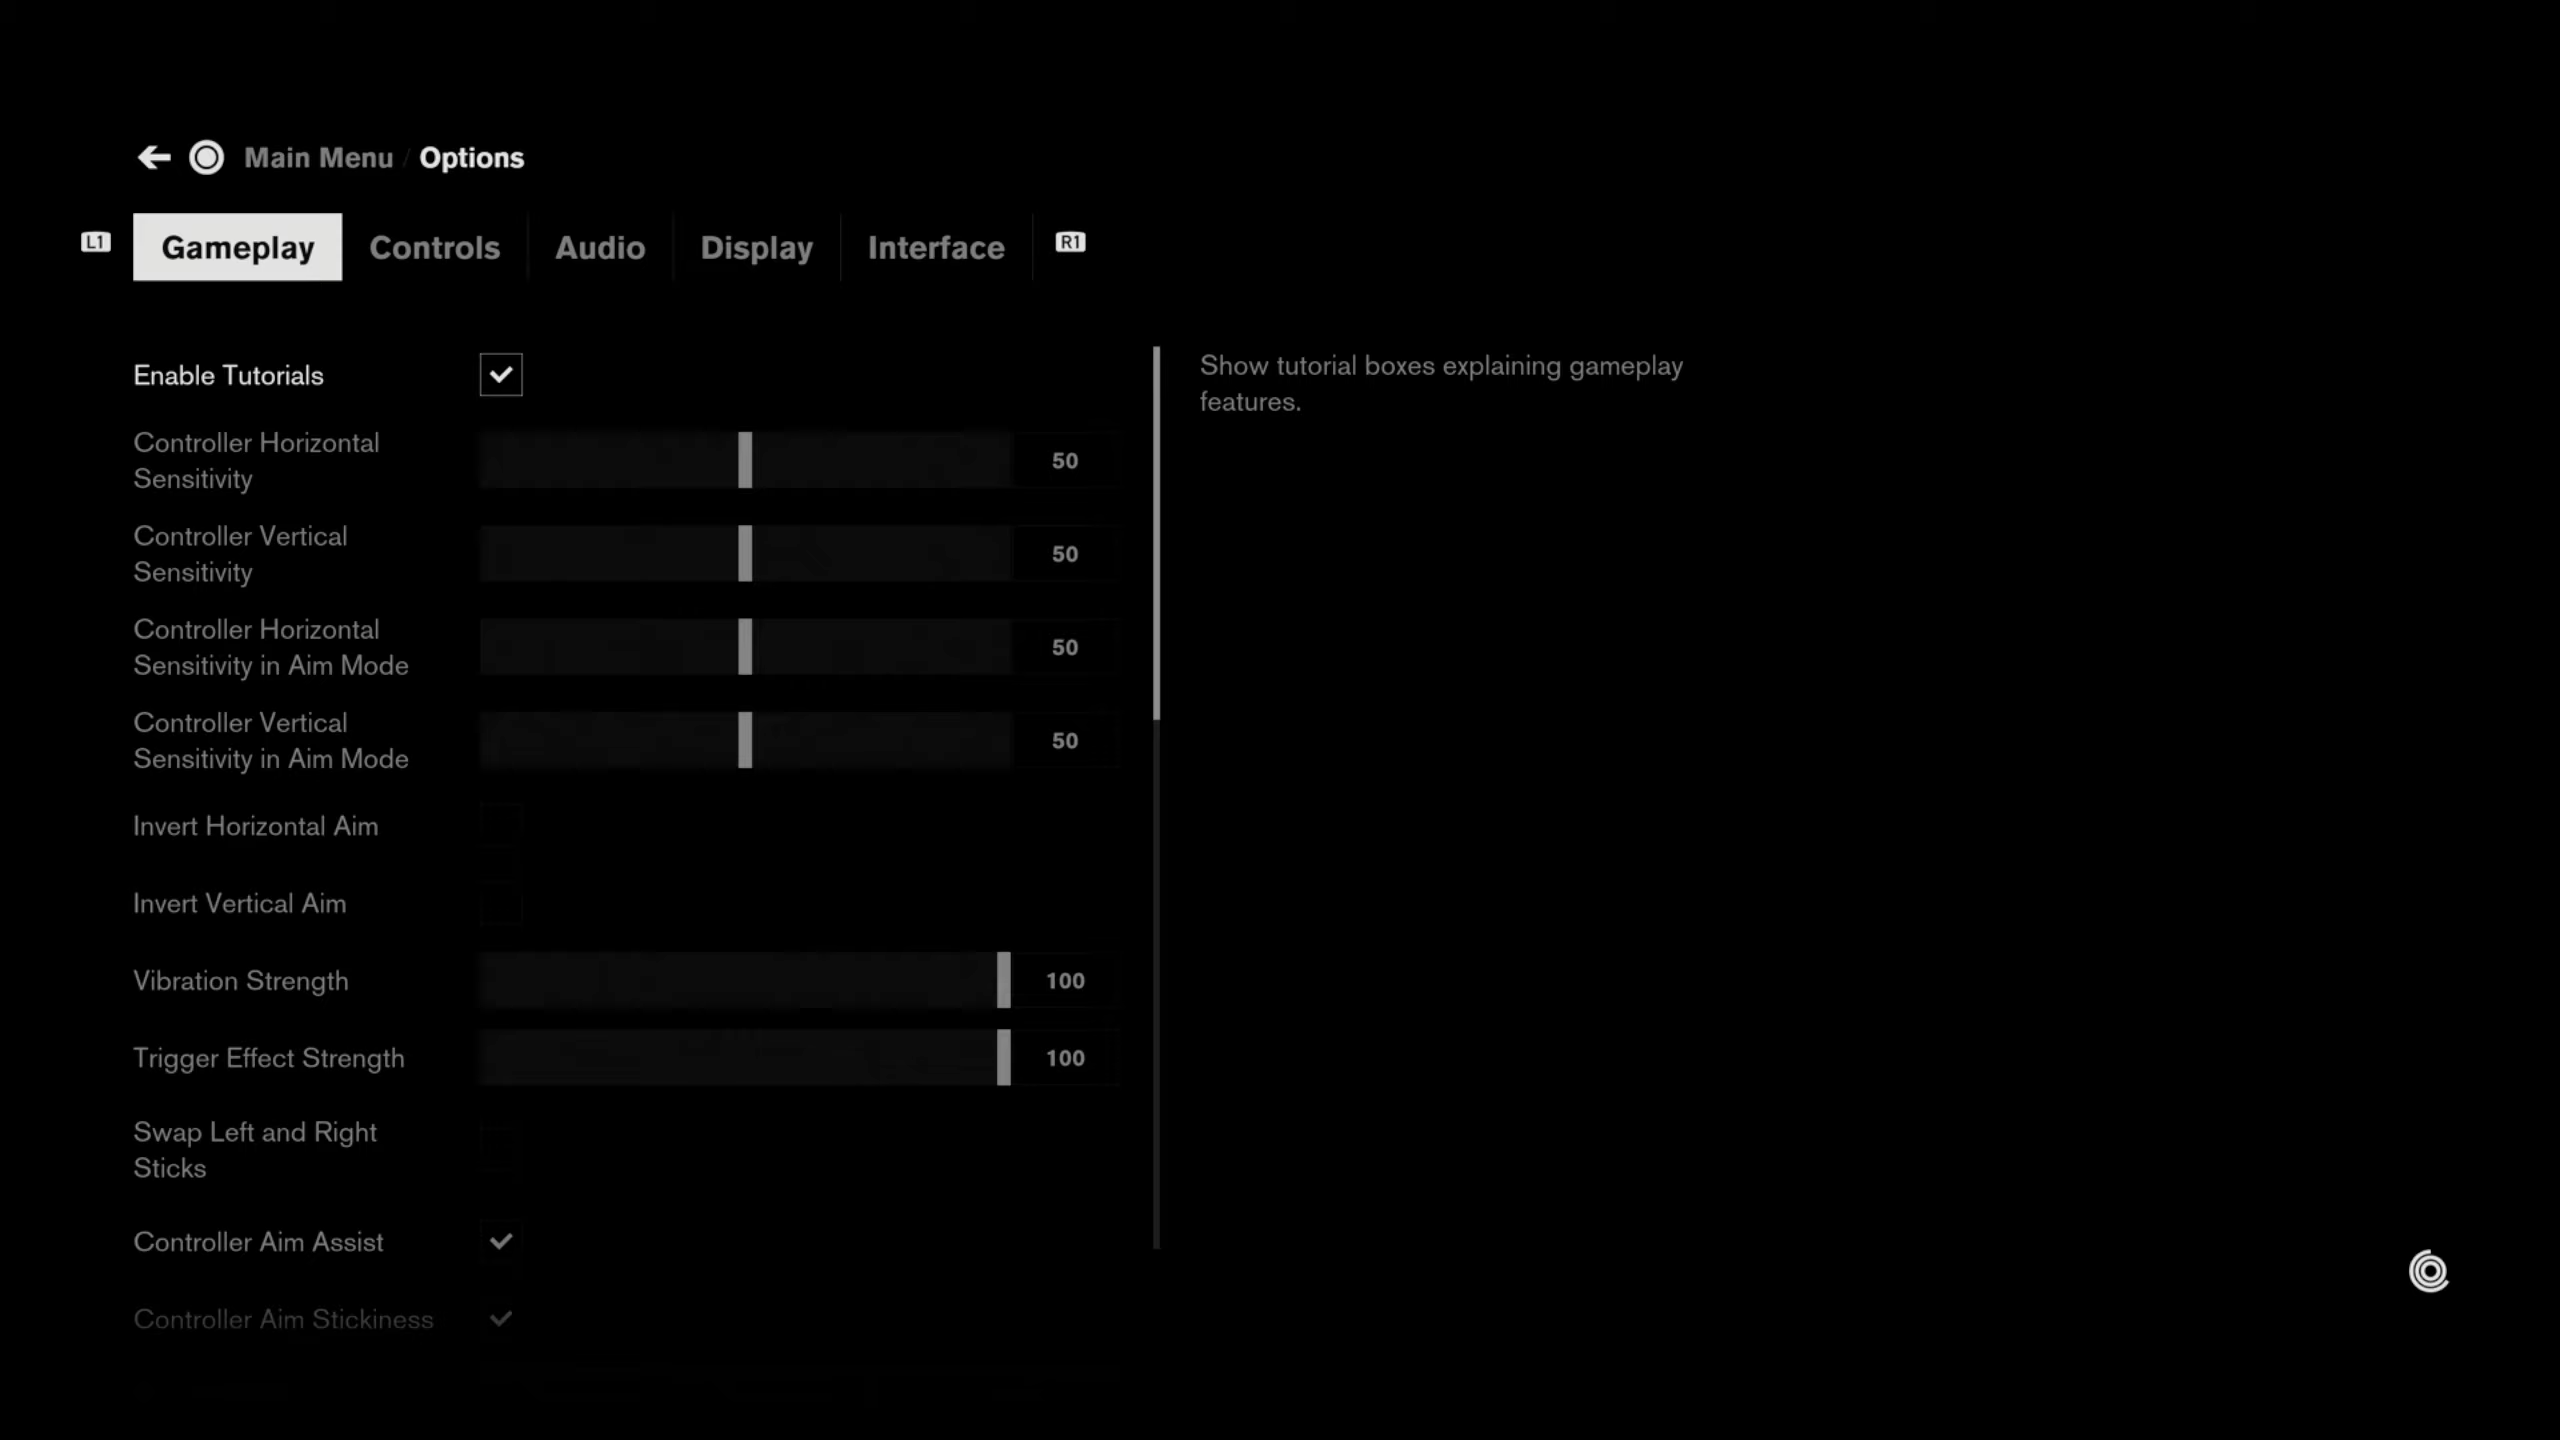 Main Menu / Options
L1 Gameplay Controls Audio Display Interface R1
Enable Tutorials
Show tutorial boxes explaining gameplay
features.
Controller Horizontal
Sensitivity
50
Controller Vertical
Sensitivity
50
Controller Horizontal
Sensitivity in Aim Mode
50
Controller Vertical
Sensitivity in Aim Mode
50
Invert Horizontal Aim
Invert Vertical Aim
Vibration Strength 100
Trigger Effect Strength 100
Swap Left and Right
Sticks
Controller Aim Assist
Controller Aim Stickiness